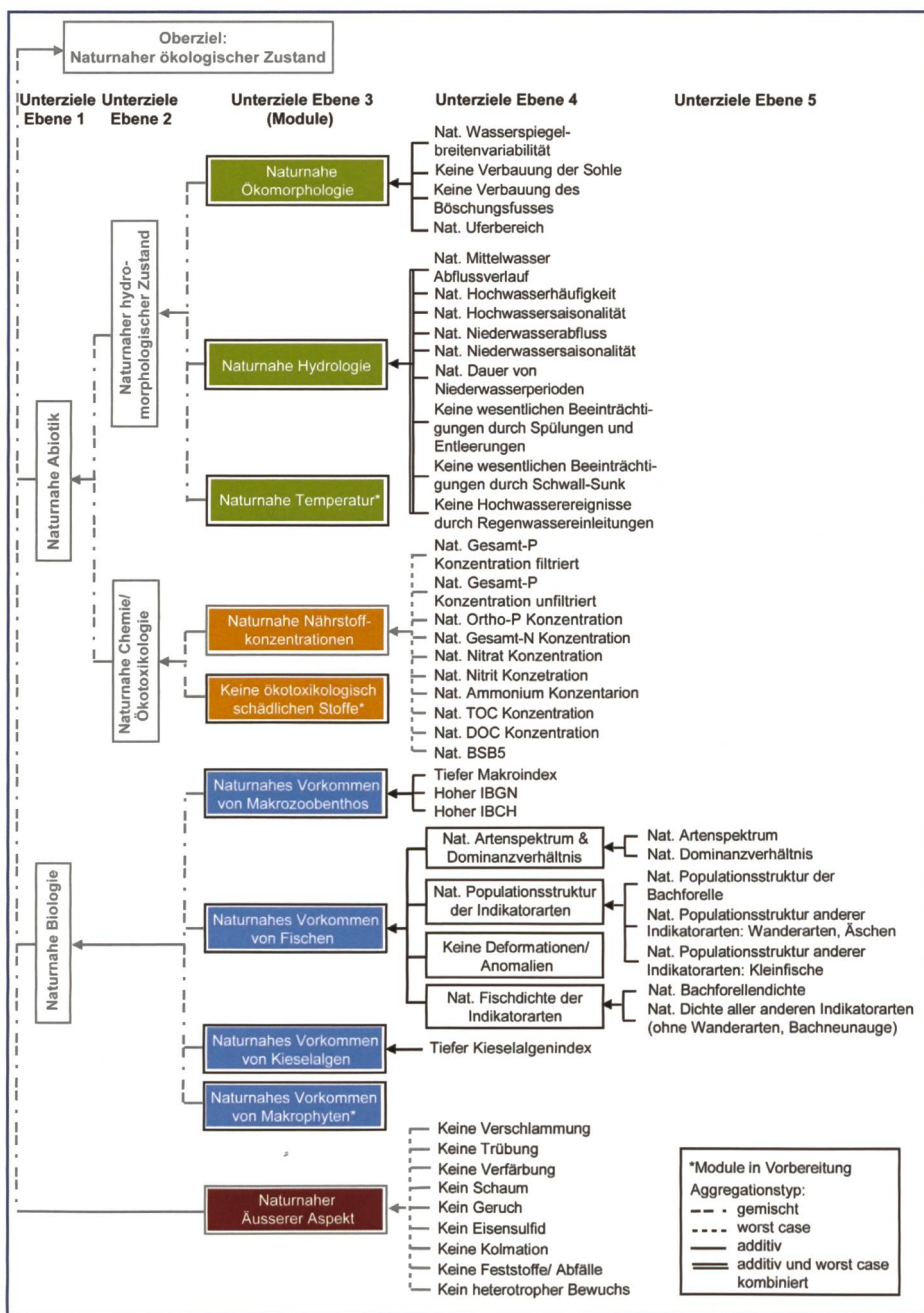 Oberziel:
Naturnaher ökologischer Zustand
Unterziele
Ebene 1
Unterziele
Ebene 2
Unterziele Ebene 3
(Module)
Unterziele Ebene 4
Unterziele Ebene 5
Naturnahe Abiotik
Naturnaher hydro-
morphologischer Zustand
Naturnahe
Ökomorphologie
Nat. Wasserspiegel-
breitenvariabilität
Keine Verbauung der Sohle
Keine Verbauung des
Böschungsfusses
Nat. Uferbereich
Naturnahe Hydrologie
Nat. Mittelwasser
Abflussverlauf
Nat. Hochwasserhäufigkeit
Nat. Hochwassersaisonalität
Nat. Niederwasserabfluss
Nat. Niederwassersaisonalität
Nat. Dauer von
Niederwasserperioden
Keine wesentlichen Beeinträchti-
gungen durch Spülungen und
Entleerungen
Keine wesentlichen Beeinträchti-
gungen durch Schwall-Sunk
Keine Hochwasserereignisse
durch Regenwassereinleitungen
Naturnahe Temperatur*
Naturnahe Chemie/
Ökotoxikologie
Naturnahe Nährstoff-
konzentrationen
Nat. Gesamt-P
Konzentration filtriert
Nat. Gesamt-P
Konzentration unfiltriert
Nat. Ortho-P Konzentration
Nat. Gesamt-N Konzentration
Nat. Nitrat Konzentration
Nat. Nitrit Konzetration
Nat. Ammonium Konzentarion
Nat. TOC Konzentration
Nat. DOC Konzentration
Nat. BSB5
Keine ökotoxikologisch
schädlichen Stoffe*
Naturnahe Biologie
Naturnahes Vorkommen
von Makrozoobenthos
Tiefer Makroindex
Hoher IBGN
Hoher IBCH
Naturnahes Vorkommen
von Fischen
Nat. Artenspektrum &
Dominanzverhältnis
Nat. Artenspektrum
Nat. Dominanzverhältnis
Nat. Populationsstruktur
der Indikatorarten
Nat. Populationsstruktur der
Bachforelle
Nat. Populationsstruktur anderer
Indikatorarten: Wanderarten, Äschen
Nat. Populationsstruktur anderer
Indikatorarten: Kleinfische
Keine Deformationen/
Anomalien
Nat. Fischdichte der
Indikatorarten
Nat. Bachforellendichte
Nat. Dichte aller anderen Indikatorarten
(ohne Wanderarten, Bachneunauge)
Naturnahes Vorkommen
von Kieselalgen
Tiefer Kieselalgenindex
Naturnahes Vorkommen
von Makrophyten*
Naturnaher
Äusserer Aspekt
Keine Verschlammung
Keine Trübung
Keine Verfärbung
Kein Schaum
Kein Geruch
Kein Eisensulfid
Keine Kolmation
Keine Feststoffe/ Abfälle
Kein heterotropher Bewuchs
*Module in Vorbereitung
Aggregationstyp:
gemischt
worst case
additiv
additiv und worst case
kombiniert